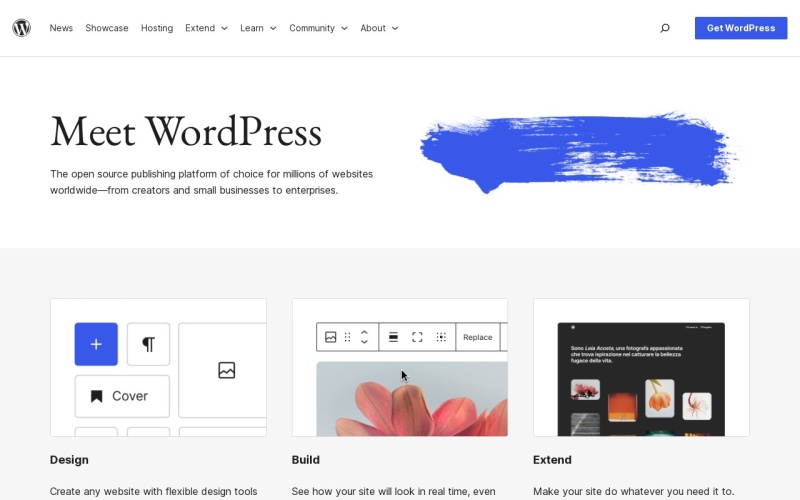 News Showcase Hosting Extend Learn Community About Get WordPress
Meet WordPress
The open source publishing platform of choice for millions of websites
worldwide—from creators and small businesses to enterprises.
Replace
Cover
Sono Leia Acosta, una fotografa appassionata
che trova ispirazione nel catturare la bellezza
fugace della vita.
Design Build Extend
Create any website with flexible design tools
See how your site will look in real time, even
Make your site do whatever you need it to.